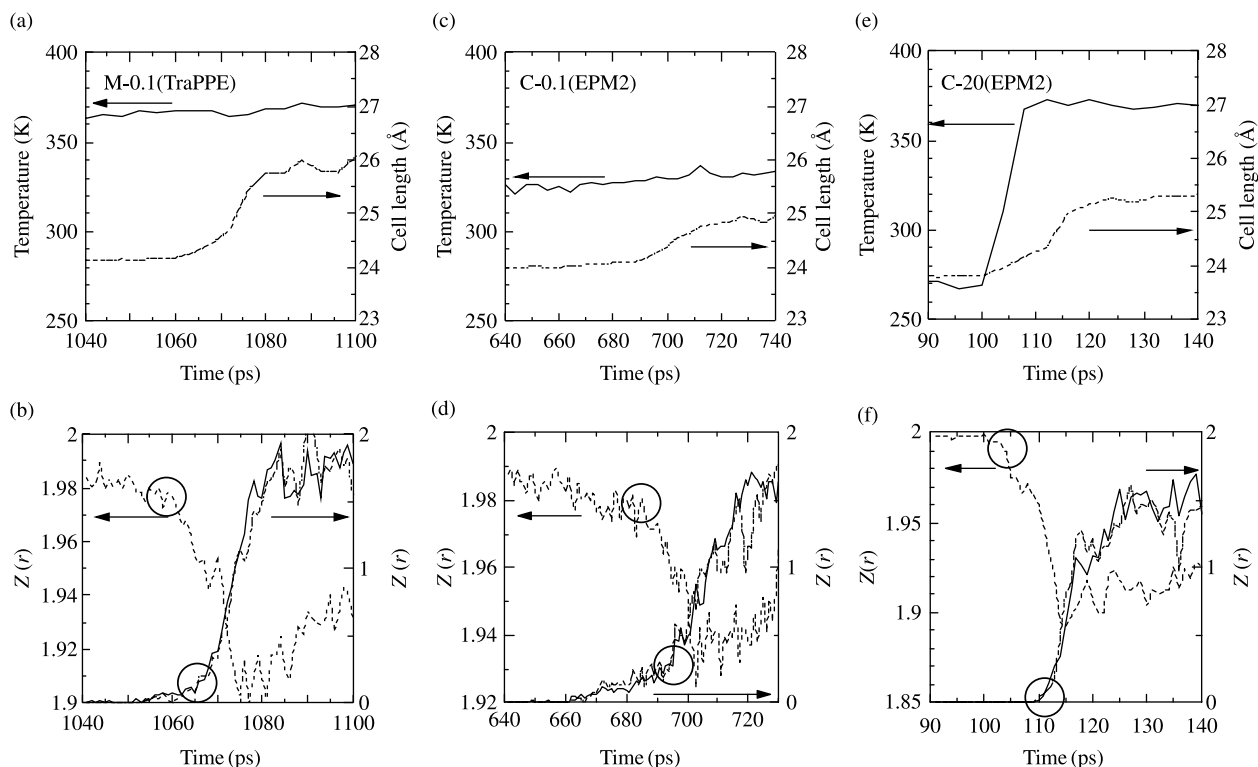 (a)
M-0.1(TraPPE)
Temperature (K)
400
350
300
250
28
27
26
25
24
23
Cell length (Å)
1040 1060 1080 1100
Time (ps)
(c)
C-0.1(EPM2)
Temperature (K)
400
350
300
250
28
27
26
25
24
23
Cell length (Å)
640 660 680 700 720 740
Time (ps)
(e)
C-20(EPM2)
Temperature (K)
400
350
300
250
28
27
26
25
24
23
Cell length (Å)
90 100 110 120 130 140
Time (ps)
(b)
Z (r)
2
1.98
1.96
1.94
1.92
1.9
2
1
0
Z (r)
1040 1060 1080 1100
Time (ps)
(d)
Z (r)
2
1.98
1.96
1.94
1.92
2
1
0
Z (r)
640 660 680 700 720
Time (ps)
(f)
Z(r)
2
1.95
1.9
1.85
2
1
0
Z (r)
90 100 110 120 130 140
Time (ps)